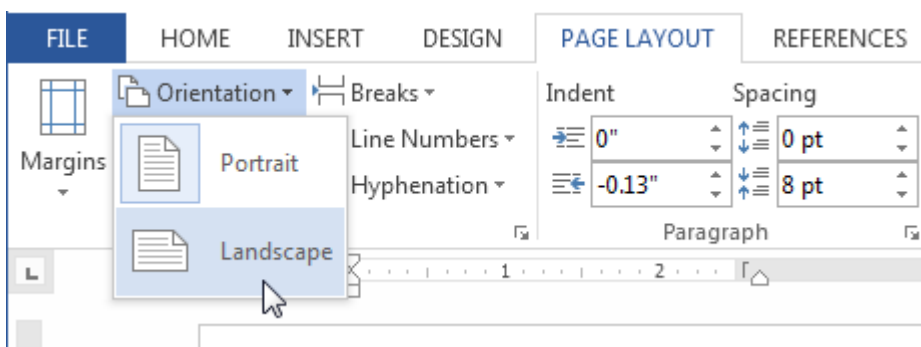 FILE HOME INSERT DESIGN PAGE LAYOUT REFERENCES
Orientation Breaks Indent Spacing
Margins Portrait Line Numbers 0" 0 pt
Hyphenation -0.13" 8 pt
Landscape Paragraph
L 1 2